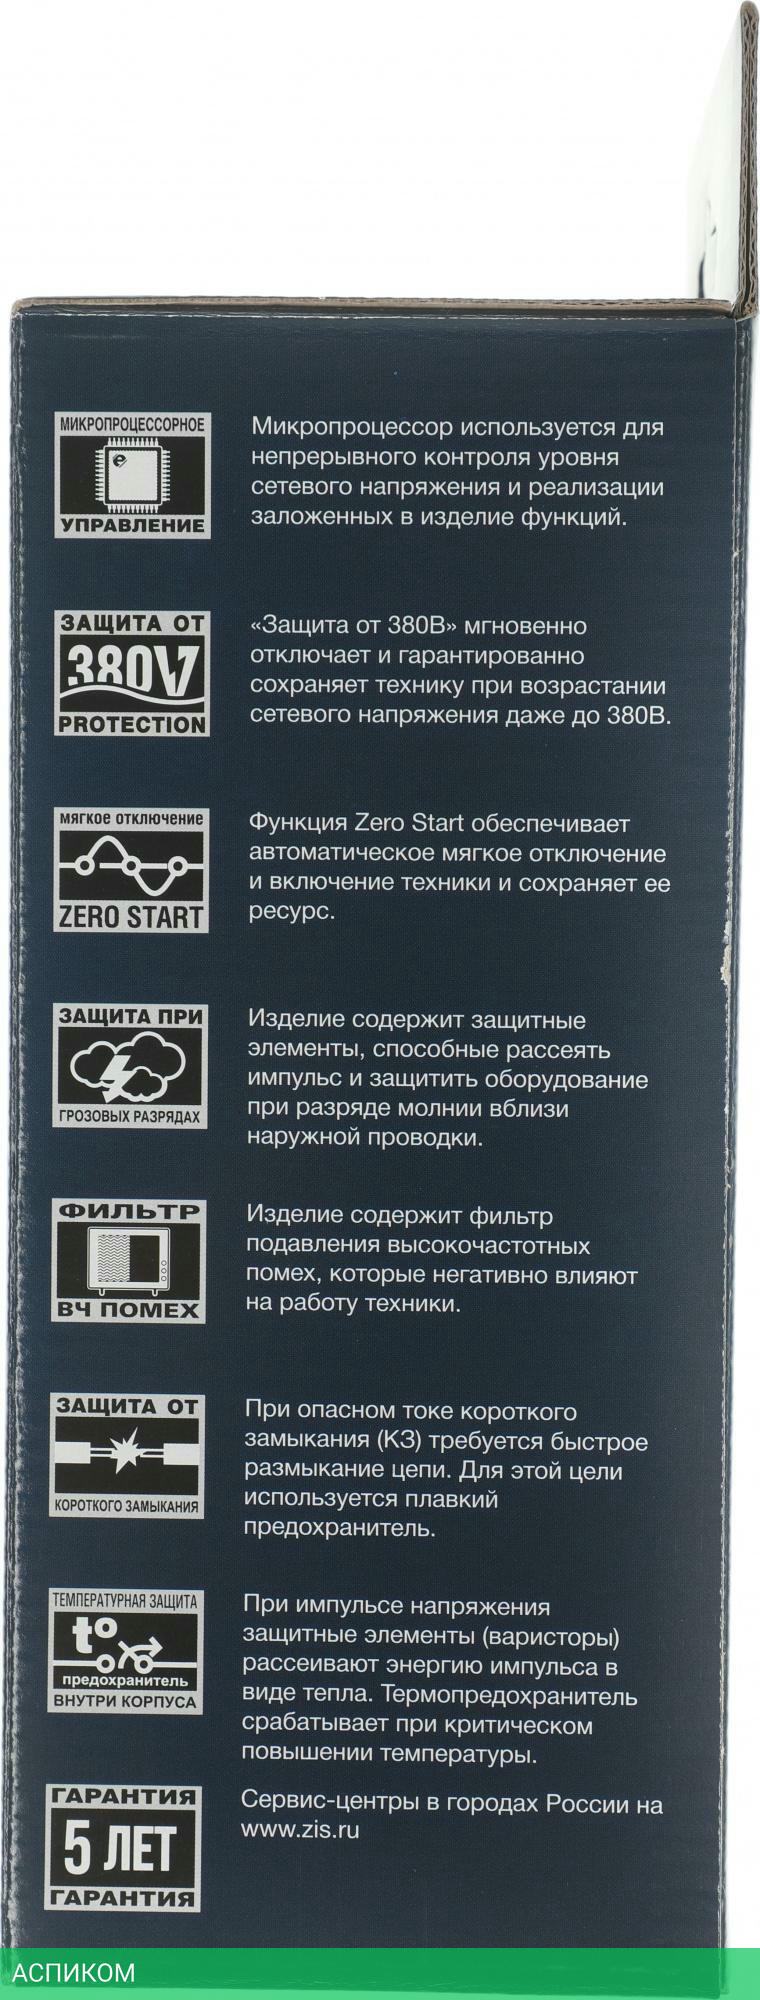 МИКРОПРОЦЕССОРНОЕ
e
УПРАВЛЕНИЕ
Микропроцессор используется для
непрерывного контроля уровня
сетевого напряжения и реализации
заложенных в изделие функций.
ЗАЩИТА ОТ
380V
PROTECTION
«Защита от 380В» мгновенно
отключает и гарантированно
сохраняет технику при возрастании
сетевого напряжения даже до 380В.
МЯГКОЕ ОТКЛЮЧЕНИЕ
ZERO START
Функция Zero Start обеспечивает
автоматическое мягкое отключение
и включение техники и сохраняет ее
ресурс.
ЗАЩИТА ПРИ
ГРОЗОВЫХ РАЗРЯДАХ
Изделие содержит защитные
элементы, способные рассеять
импульс и защитить оборудование
при разряде молнии вблизи
наружной проводки.
ФИЛЬТР
ВЧ ПОМЕХ
Изделие содержит фильтр
подавления высокочастотных
помех, которые негативно влияют
на работу техники.
ЗАЩИТА ОТ
КОРОТКОГО ЗАМЫКАНИЯ
При опасном токе короткого
замыкания (КЗ) требуется быстрое
размыкание цепи. Для этой цели
используется плавкий
предохранитель.
ТЕМПЕРАТУРНАЯ ЗАЩИТА
t°
предохранитель
ВНУТРИ КОРПУСА
При импульсе напряжения
защитные элементы (варисторы)
рассеивают энергию импульса в
виде тепла. Термопредохранитель
срабатывает при критическом
повышении температуры.
ГАРАНТИЯ
5 ЛЕТ
ГАРАНТИЯ
Сервис-центры в городах России на
www.zis.ru
АСПИКОМ